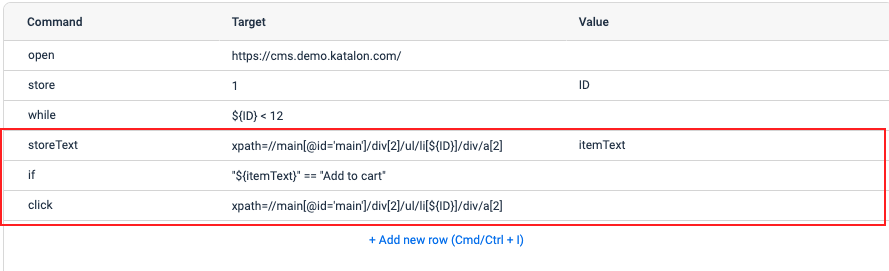 Command Target Value
open https://cms.demo.katalon.com/
store 1 ID
while ${ID} < 12
storeText xpath=//main[@id='main']/div[2]/ul/li[${ID}]/div/a[2] itemText
if "${itemText}" == "Add to cart"
click xpath=//main[@id='main']/div[2]/ul/li[${ID}]/div/a[2]
+ Add new row (Cmd/Ctrl + I)